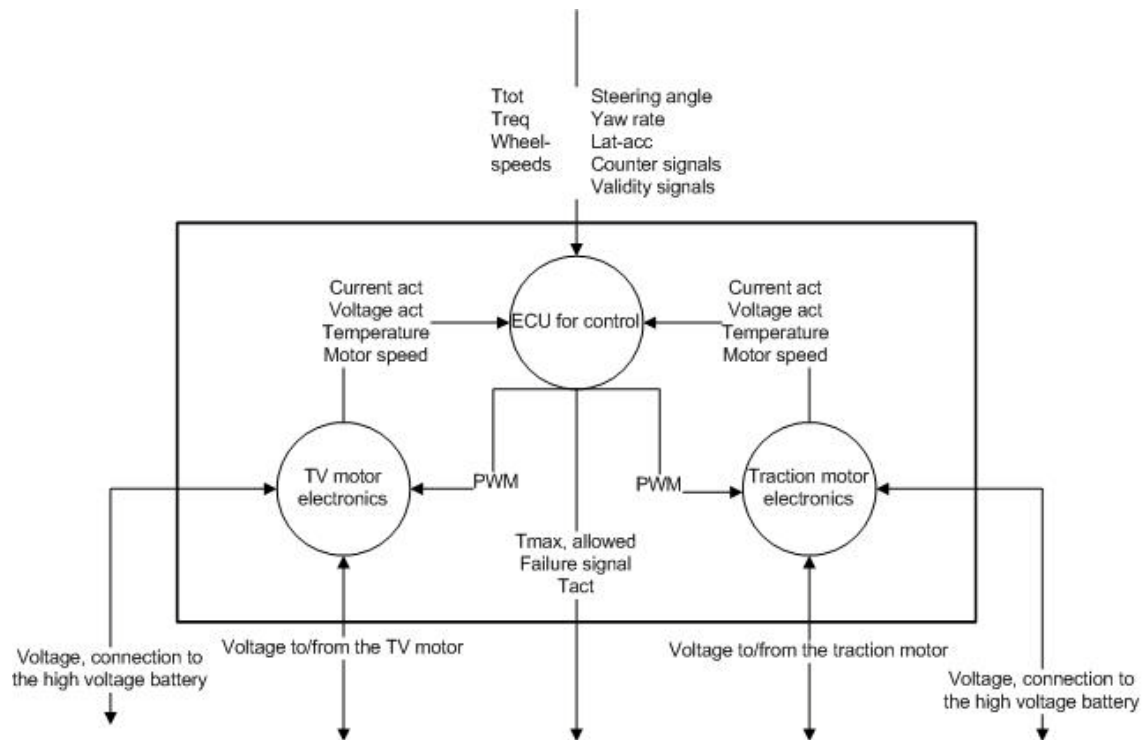 Ttot
Treq
Wheel-
speeds
Steering angle
Yaw rate
Lat-acc
Counter signals
Validity signals
Current act
Voltage act
Temperature
Motor speed
ECU for control
Current act
Voltage act
Temperature
Motor speed
TV motor
electronics
PWM
PWM
Traction motor
electronics
Tmax, allowed
Failure signal
Tact
Voltage, connection to
the high voltage battery
Voltage to/from the TV motor
Voltage to/from the traction motor
Voltage, connection to
the high voltage battery